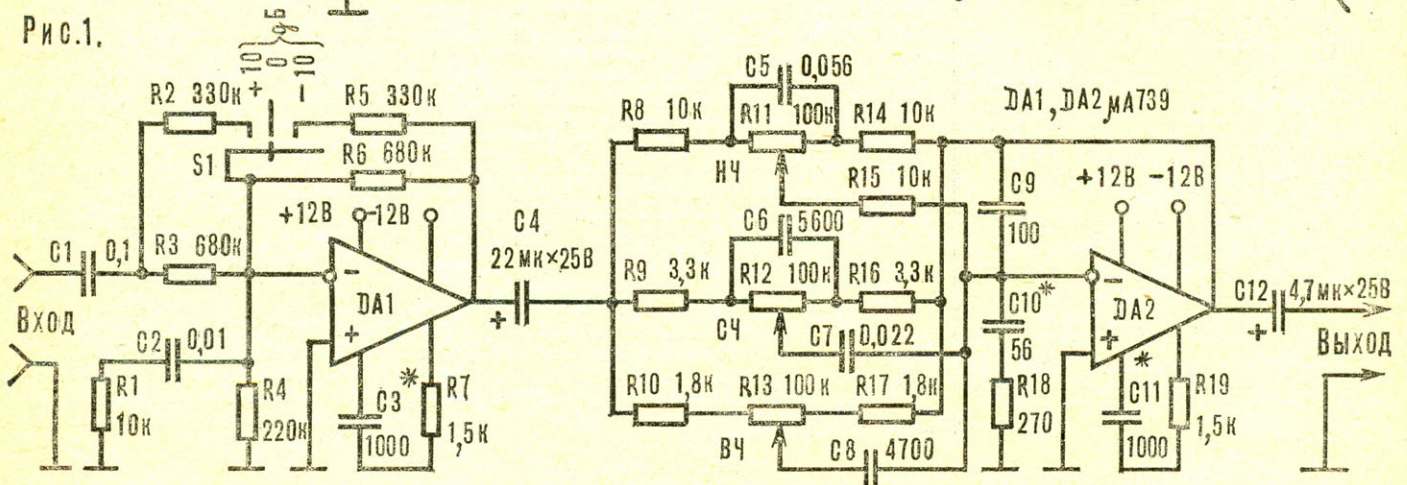 Рис.1.
+10 0 -10 дБ
R2 330к
R5 330к
S1
R6 680к
+12В
-12В
C1 0,1
R3 680к
Вход
C2 0,01
R1
10к
R4
220к
-
DA1
+
C3
1000
*
R7
1,5к
C4
22 мк×25В
+
R8 10к
C5 0,056
R11 100к
R14 10к
НЧ
R15 10к
C6 5600
R9 3,3к
R12 100к
R16 3,3к
СЧ
C7 0,022
R10 1,8к
R13 100к
R17 1,8к
ВЧ
C8 4700
DA1, DA2 μA739
C9
100
+12В -12В
C10*
56
R18
270
-
DA2
+
*
C11
1000
R19
1,5к
C12 4,7мк×25В
+
Выход